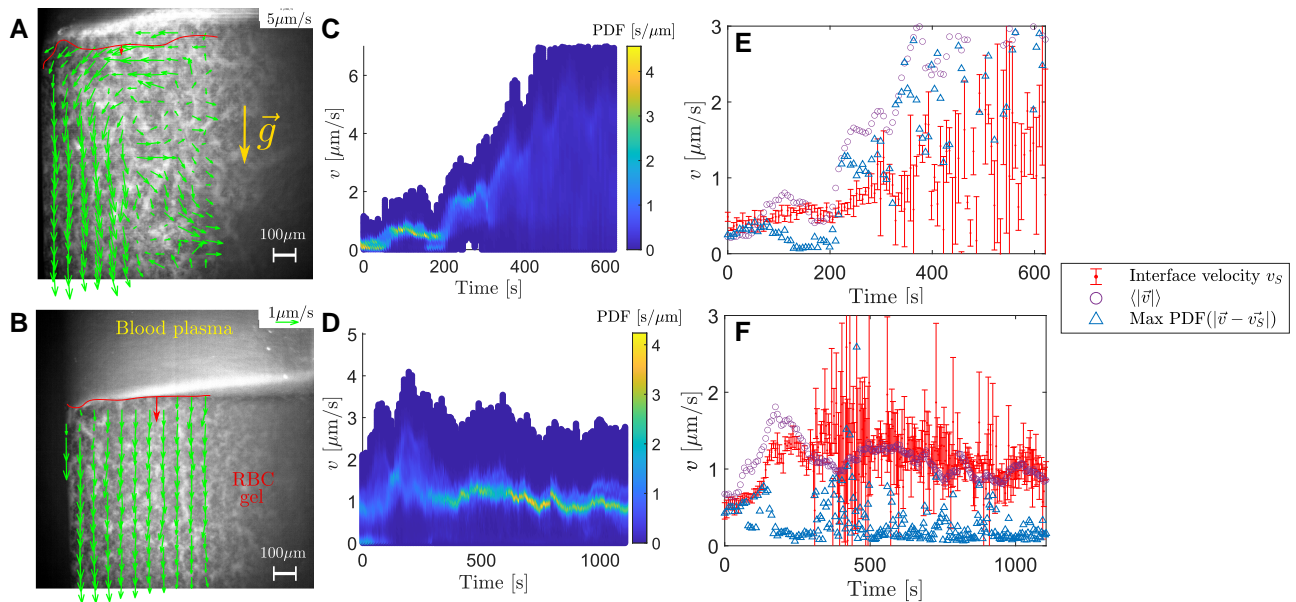 A
5μm/s
g⃗
100μm
B
1μm/s
Blood plasma
RBC
gel
100μm
C
PDF [s/μm]
v [μm/s]
6
4
2
0
0
200
400
600
Time [s]
4
3
2
1
0
D
PDF [s/μm]
v [μm/s]
5
4
3
2
1
0
0
500
1000
Time [s]
4
3
2
1
0
E
v [μm/s]
3
2
1
0
0
200
400
600
Time [s]
F
v [μm/s]
3
2
1
0
0
500
1000
Time [s]
Interface velocity v_S
⟨|v⃗|⟩
Max PDF(|v⃗ − v⃗_S|)